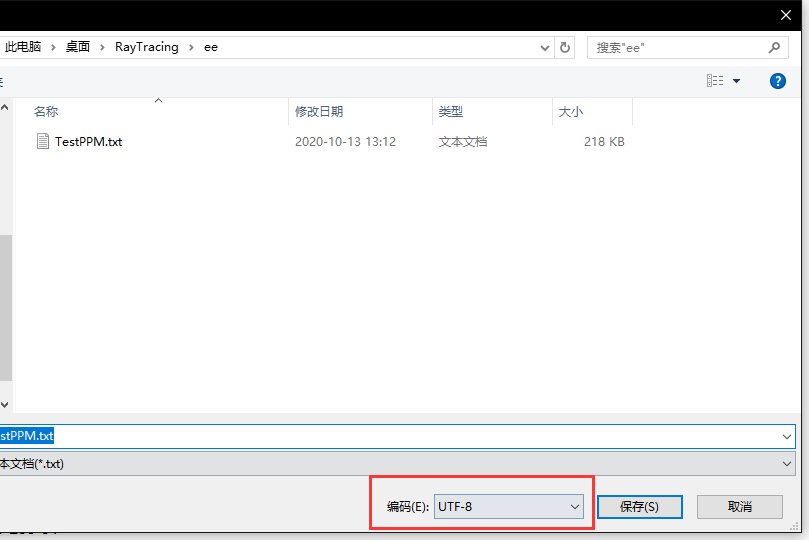 此电脑 › 桌面 › RayTracing › ee
搜索"ee"
名称 修改日期 类型 大小
TestPPM.txt 2020-10-13 13:12 文本文档 218 KB
stPPM.txt
本文档(*.txt)
编码(E): UTF-8 保存(S) 取消